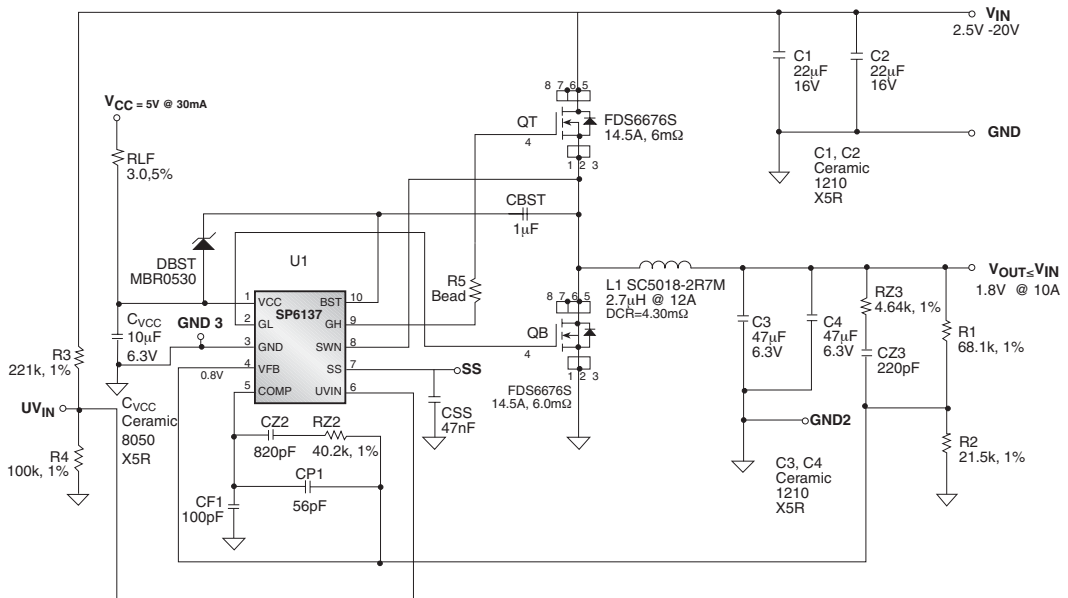 VIN
2.5V -20V
C1
22µF
16V
C2
22µF
16V
GND
C1, C2
Ceramic
1210
X5R
VCC = 5V @ 30mA
RLF
3.0,5%
8 7 6 5
QT
4
FDS6676S
14.5A, 6mΩ
1 2 3
CBST
1µF
DBST
MBR0530
U1
R5
Bead
L1 SC5018-2R7M
2.7µH @ 12A
DCR=4.30mΩ
VOUT≤VIN
1.8V @ 10A
1 VCC BST 10
SP6137
2 GL GH 9
3 GND SWN 8
4 VFB SS 7
5 COMP UVIN 6
CVCC
10µF
6.3V
GND 3
0.8V
8 7 6 5
QB
4
1 2 3
FDS6676S
14.5A, 6.0mΩ
C3
47µF
6.3V
C4
47µF
6.3V
RZ3
4.64k, 1%
CZ3
220pF
R1
68.1k, 1%
R3
221k, 1%
UVIN
R4
100k, 1%
CVCC
Ceramic
8050
X5R
SS
CSS
47nF
CZ2
820pF
RZ2
40.2k, 1%
CP1
56pF
CF1
100pF
GND2
R2
21.5k, 1%
C3, C4
Ceramic
1210
X5R